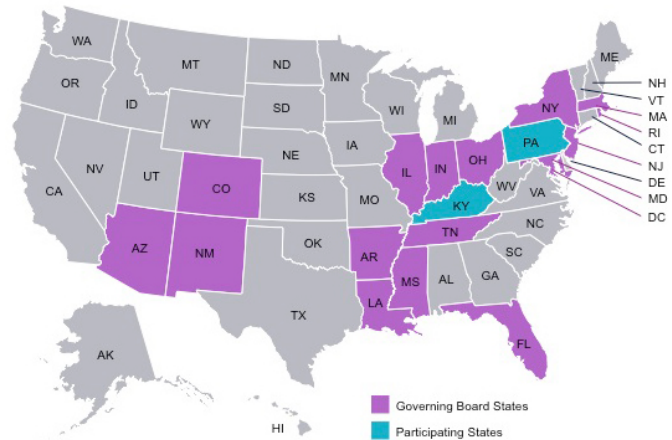 WA
MT
ND
MN
ME
OR
ID
SD
WI
MI
NY
NH
VT
MA
RI
CT
NJ
DE
MD
DC
WY
NE
IA
PA
NV
UT
CO
KS
MO
IL
IN
OH
WV
VA
KY
CA
AZ
NM
OK
AR
TN
NC
SC
TX
LA
MS
AL
GA
FL
AK
HI
Governing Board States
Participating States